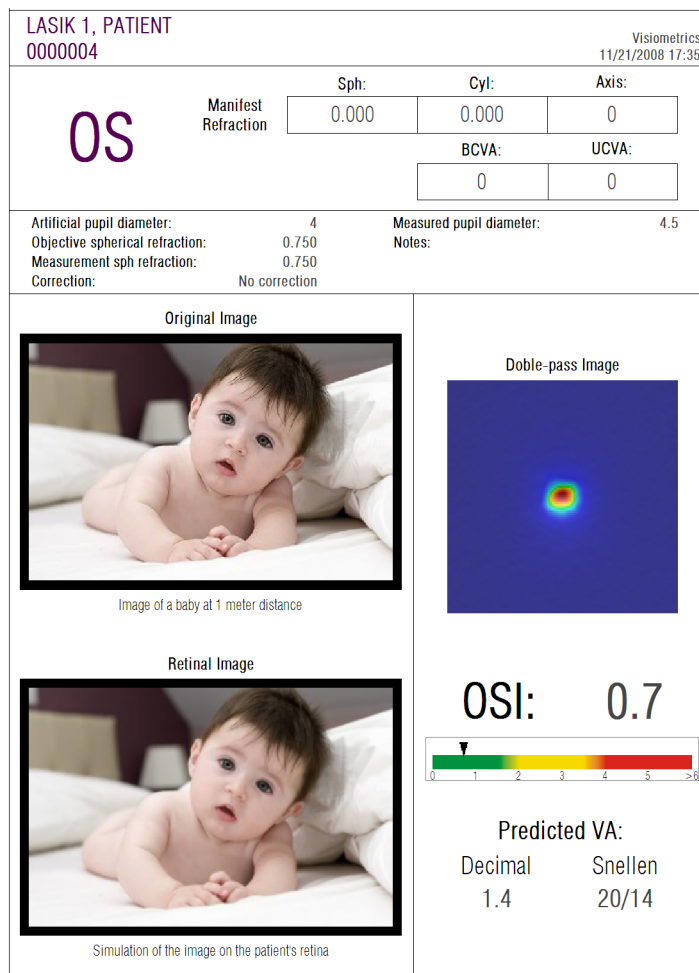 LASIK 1, PATIENT
0000004
Visiometrics
11/21/2008 17:35
OS
Manifest
Refraction
Sph: Cyl: Axis:
0.000 0.000 0
BCVA: UCVA:
0 0
Artificial pupil diameter: 4
Objective spherical refraction: 0.750
Measurement sph refraction: 0.750
Correction: No correction
Measured pupil diameter: 4.5
Notes:
Original Image
Image of a baby at 1 meter distance
Retinal Image
Simulation of the image on the patient's retina
Doble-pass Image
OSI: 0.7
0 1 2 3 4 5 >6
Predicted VA:
Decimal Snellen
1.4 20/14